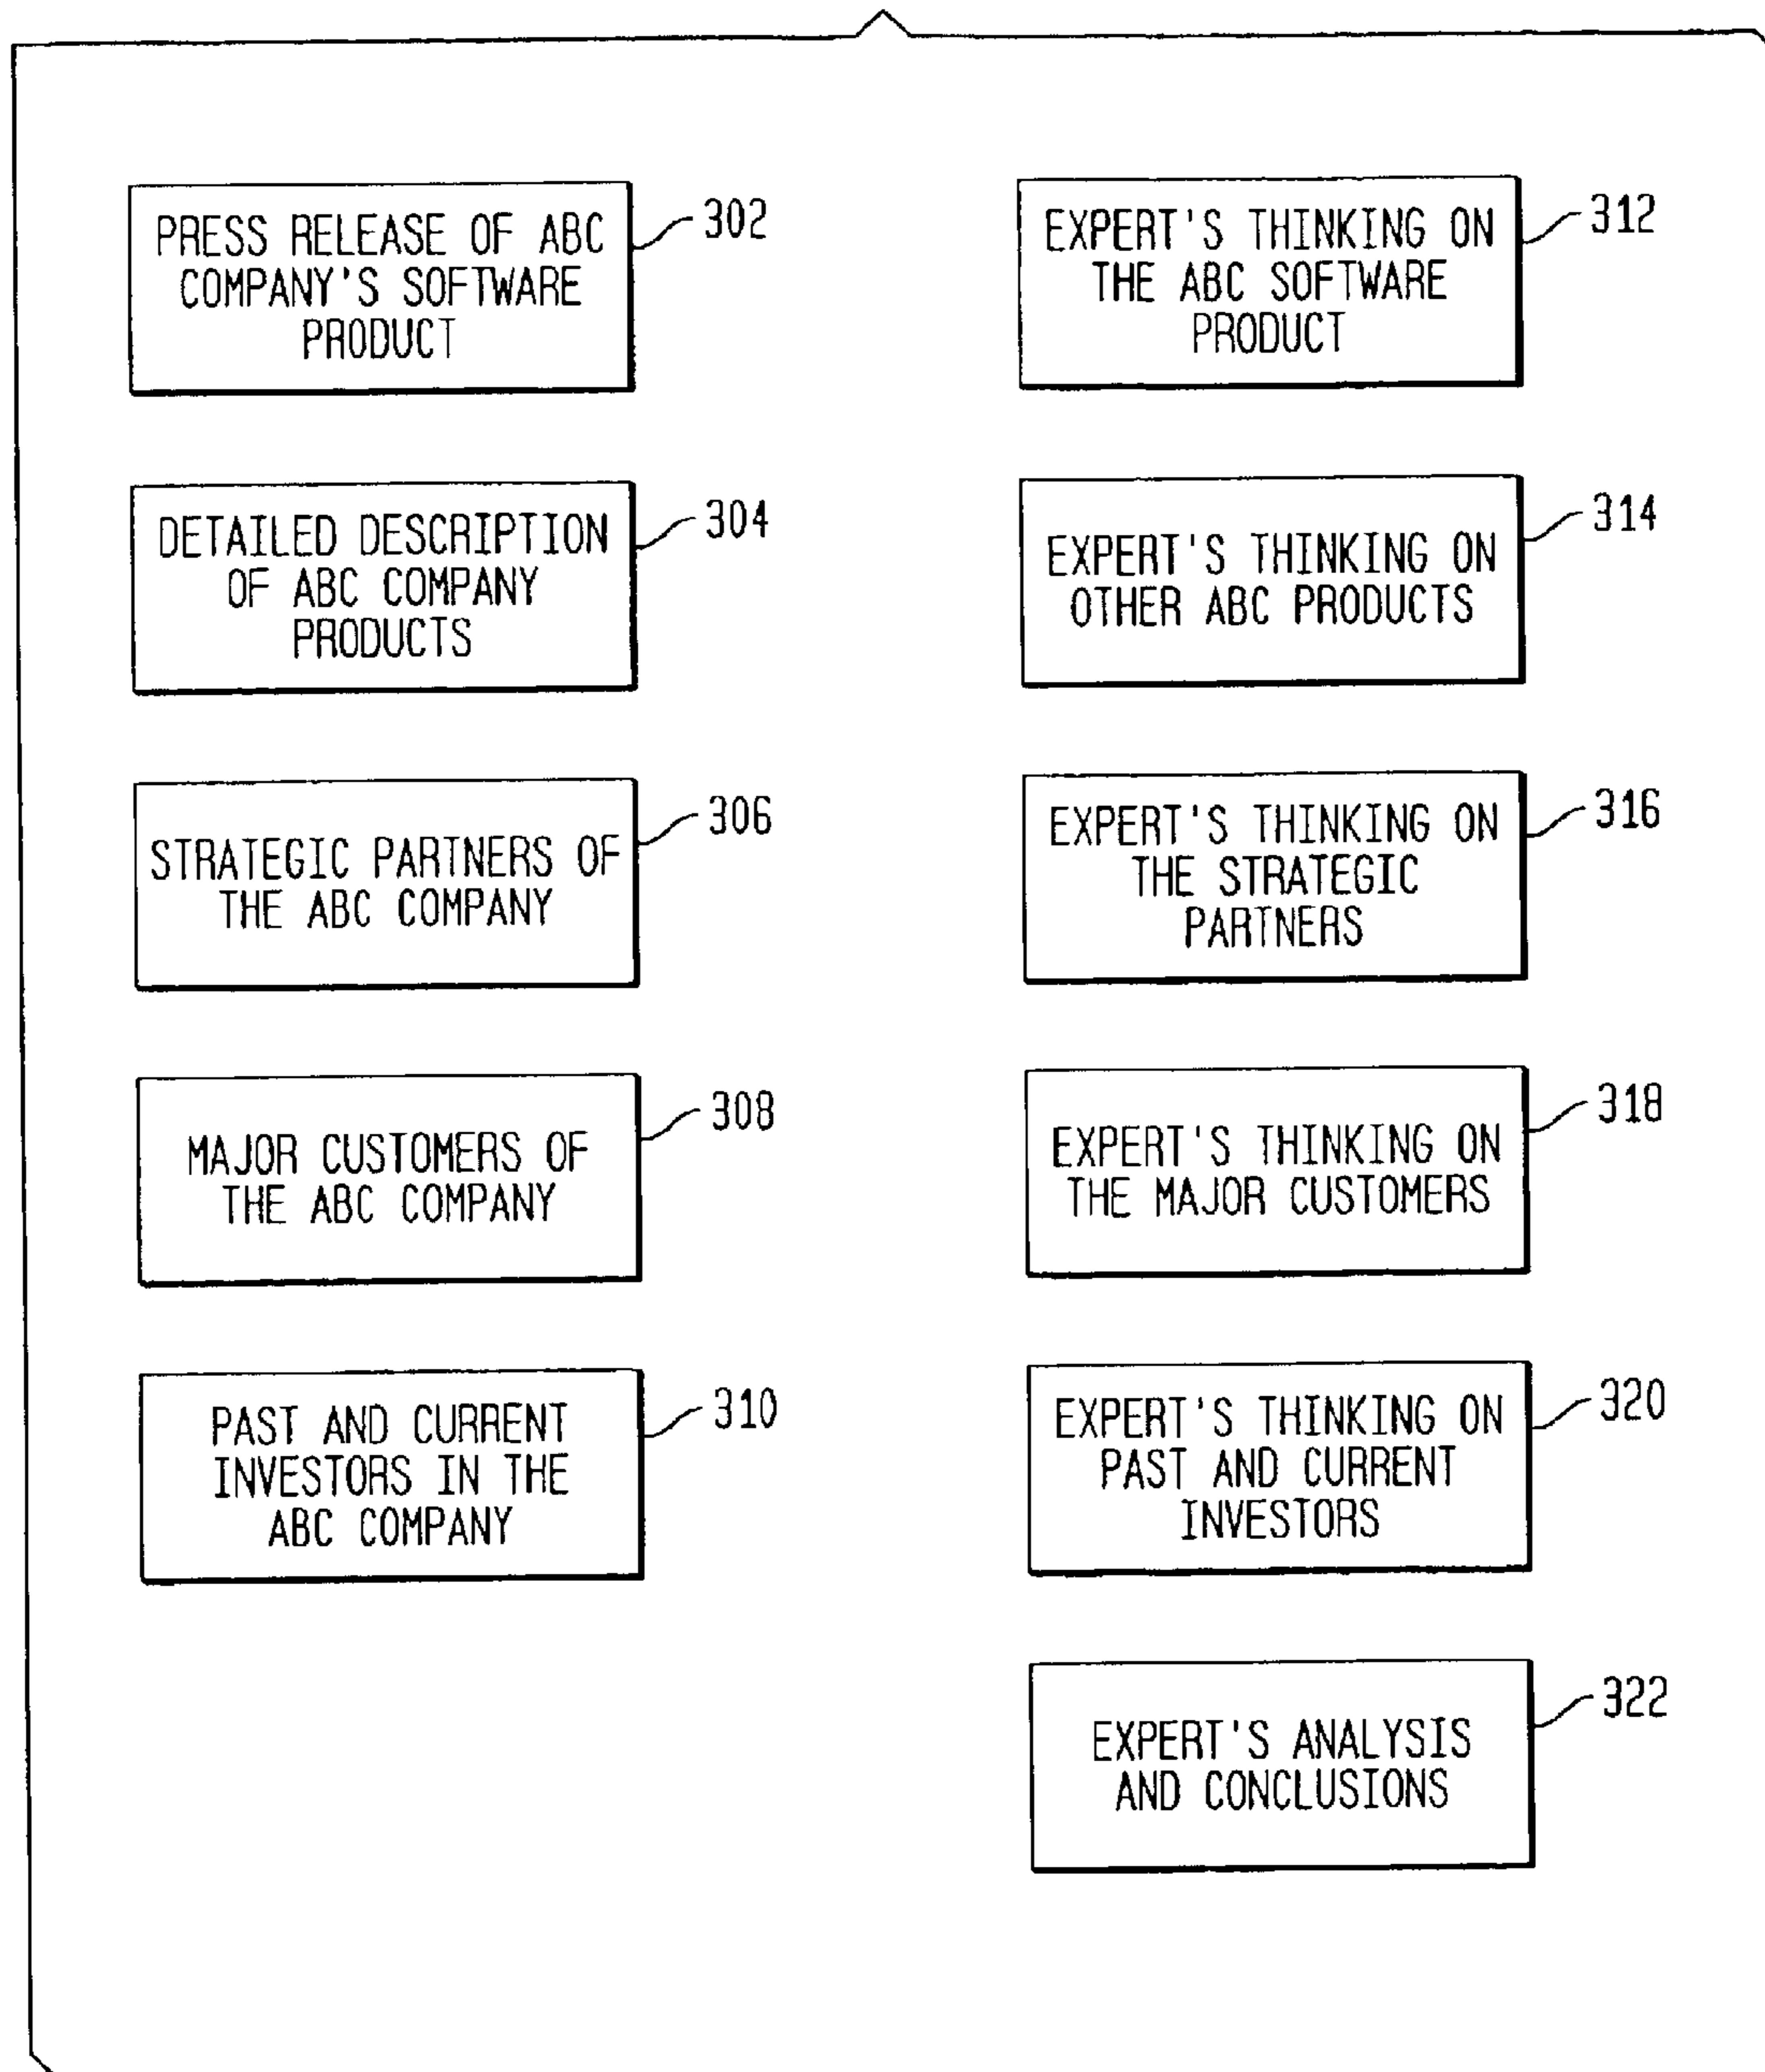 PRESS RELEASE OF ABC
COMPANY'S SOFTWARE
PRODUCT
302
DETAILED DESCRIPTION
OF ABC COMPANY
PRODUCTS
304
STRATEGIC PARTNERS OF
THE ABC COMPANY
306
MAJOR CUSTOMERS OF
THE ABC COMPANY
308
PAST AND CURRENT
INVESTORS IN THE
ABC COMPANY
310
EXPERT'S THINKING ON
THE ABC SOFTWARE
PRODUCT
312
EXPERT'S THINKING ON
OTHER ABC PRODUCTS
314
EXPERT'S THINKING ON
THE STRATEGIC
PARTNERS
316
EXPERT'S THINKING ON
THE MAJOR CUSTOMERS
318
EXPERT'S THINKING ON
PAST AND CURRENT
INVESTORS
320
EXPERT'S ANALYSIS
AND CONCLUSIONS
322